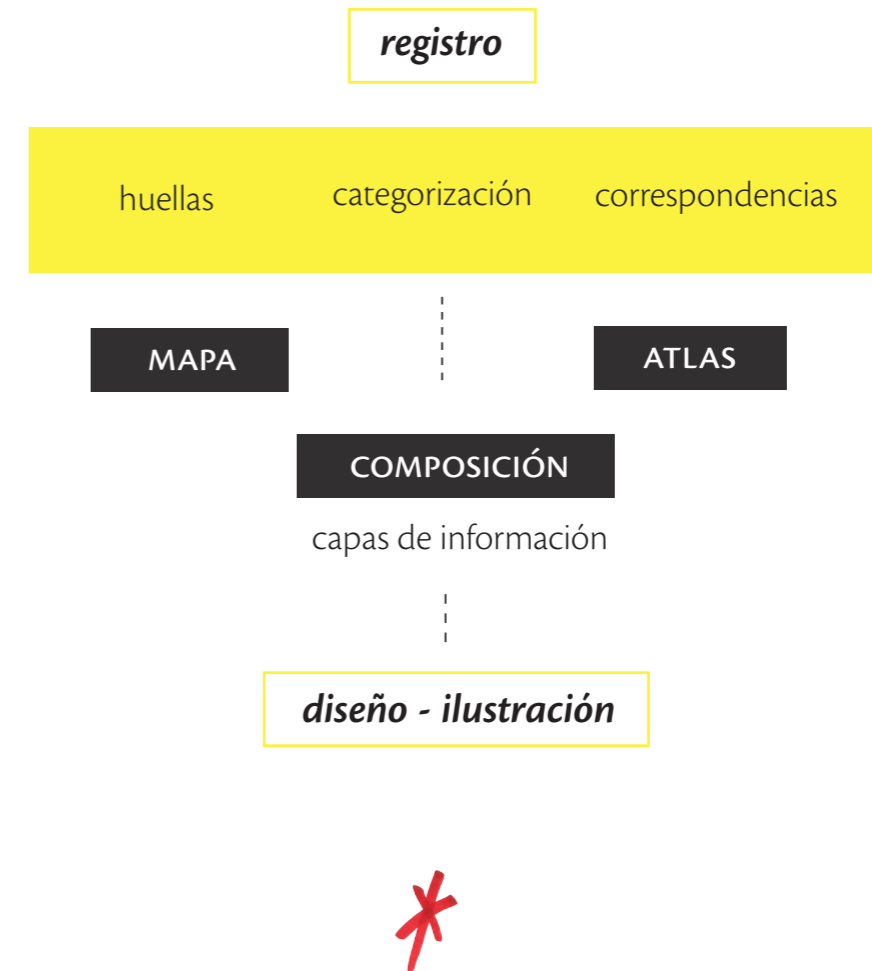 registro
huellas categorización correspondencias
MAPA ATLAS
COMPOSICIÓN
capas de información
diseño - ilustración